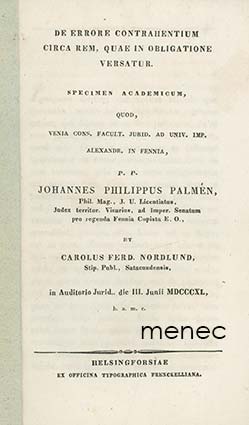 DE ERRORE CONTRAHENTIUM
CIRCA REM, QUAE IN OBLIGATIONE
VERSATUR.
SPECIMEN ACADEMICUM,
QUOD,
VENIA CONS. FACULT. JURID. AD UNIV. IMP.
ALEXANDR. IN FENNIA,
P. P.
JOHANNES PHILIPPUS PALMÉN,
Phil. Mag., J. U. Licentiatus,
Judex territor. Vicarius, ad Imper. Senatum
pro regenda Fennia Copista E. O.,
ET
CAROLUS FERD. NORDLUND,
Stip. Publ., Satacundensis,
in Auditorio Jurid., die III. Junii MDCCCXL,
h. a. m. c.
menec
HELSINGFORSIAE
EX OFFICINA TYPOGRAPHICA FRENCKELLIANA.